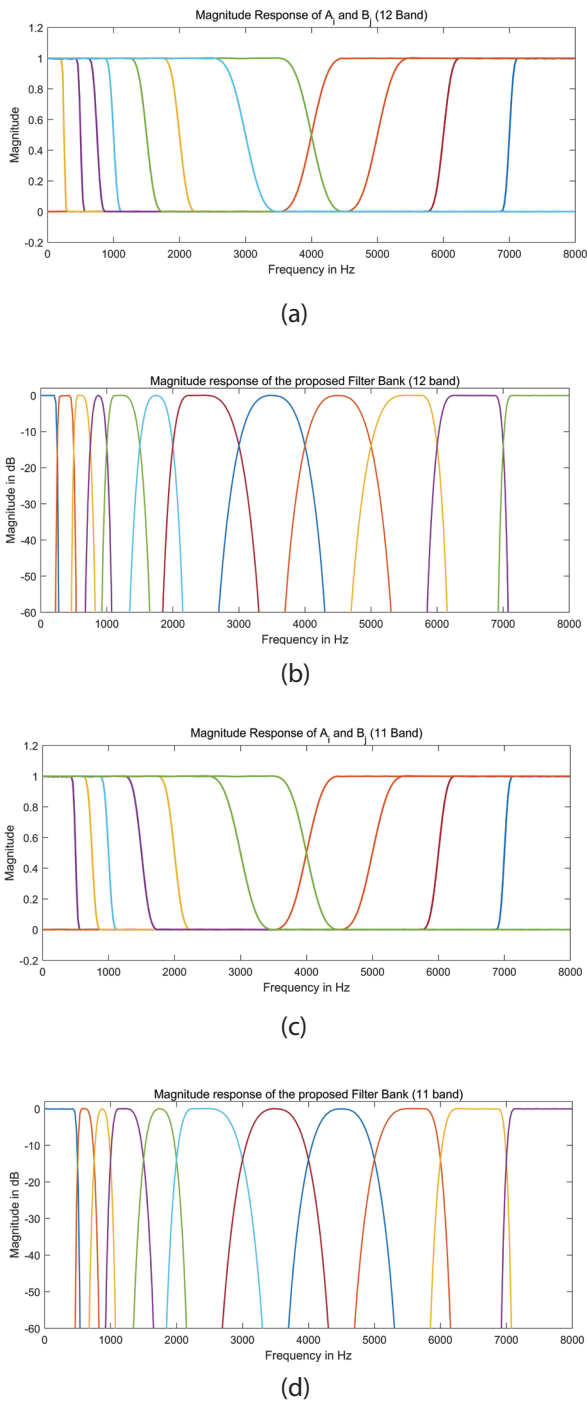 Magnitude Response of A_i and B_j (12 Band)
1.2
1
0.8
0.6
0.4
0.2
0
-0.2
Magnitude
0 1000 2000 3000 4000 5000 6000 7000 8000
Frequency in Hz
(a)
Magnitude response of the proposed Filter Bank (12 band)
0
-10
-20
-30
-40
-50
-60
Magnitude in dB
0 1000 2000 3000 4000 5000 6000 7000 8000
Frequency in Hz
(b)
Magnitude Response of A_i and B_j (11 Band)
1.2
1
0.8
0.6
0.4
0.2
0
-0.2
Magnitude
0 1000 2000 3000 4000 5000 6000 7000 8000
Frequency in Hz
(c)
Magnitude response of the proposed Filter Bank (11 band)
0
-10
-20
-30
-40
-50
-60
Magnitude in dB
0 1000 2000 3000 4000 5000 6000 7000 8000
Frequency in Hz
(d)